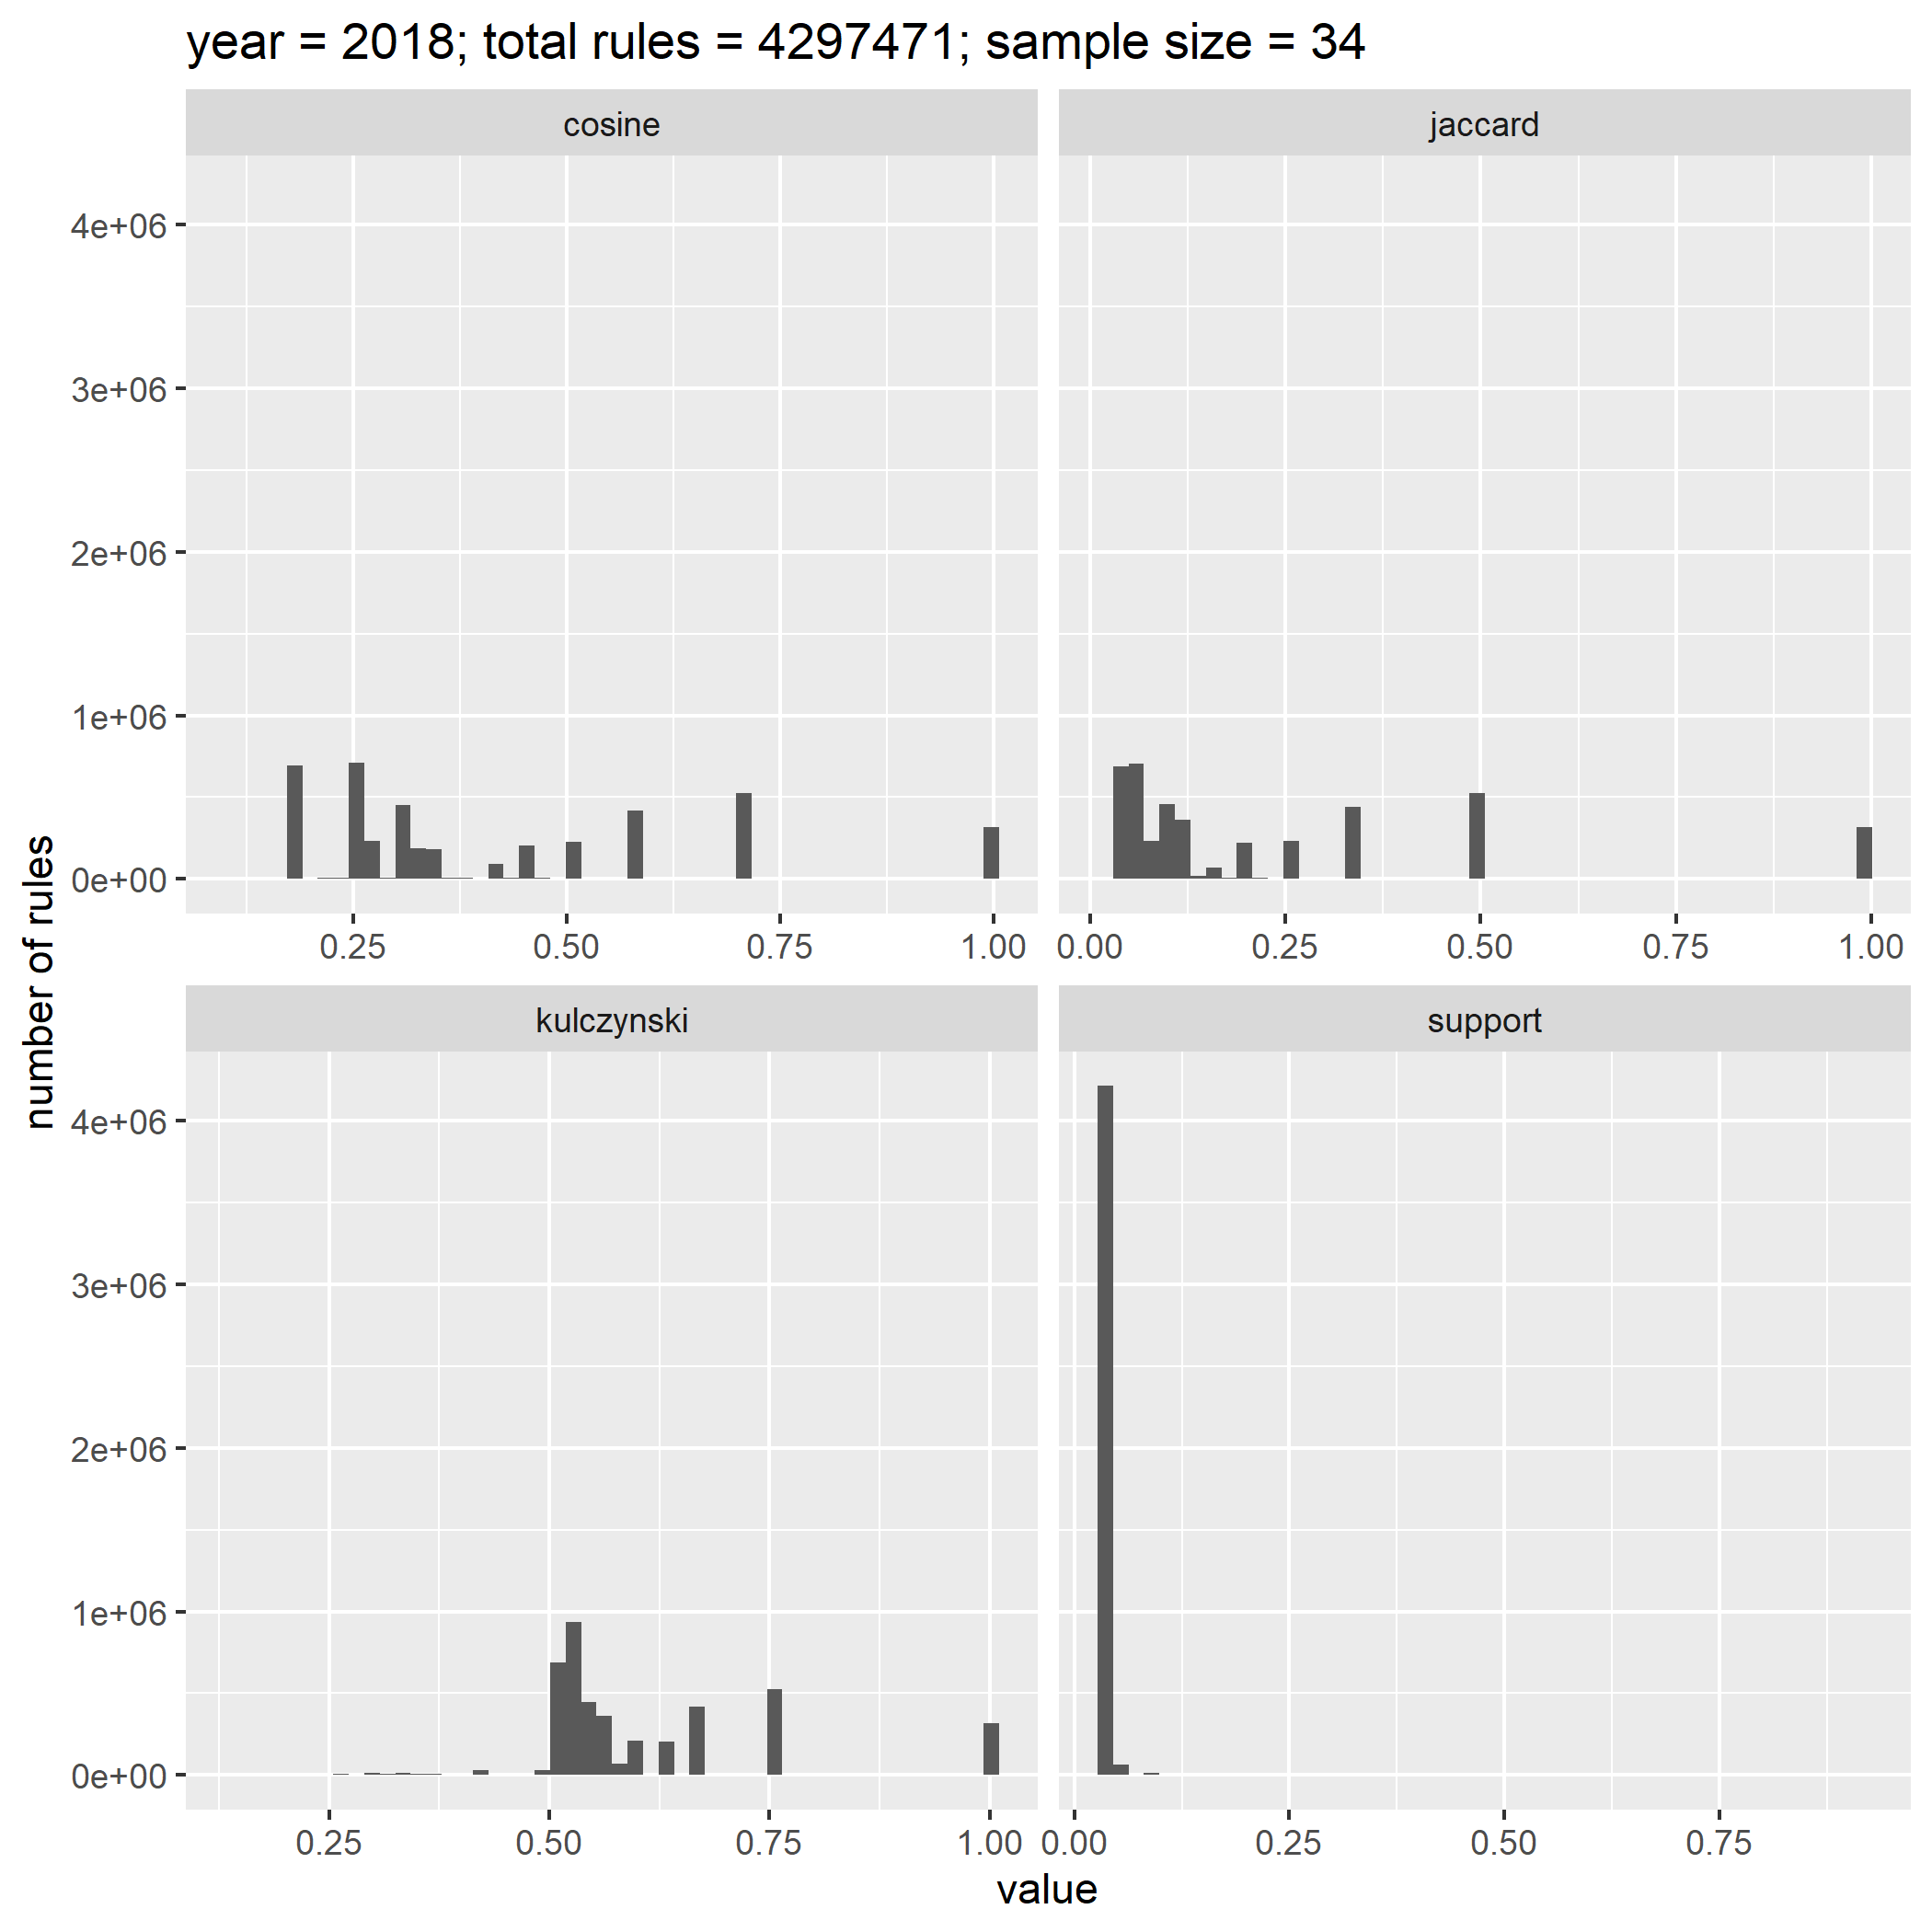 year = 2018; total rules = 4297471; sample size = 34
cosine
jaccard
4e+06
3e+06
2e+06
1e+06
0e+00
0.25 0.50 0.75 1.00
0.00 0.25 0.50 0.75 1.00
kulczynski
support
4e+06
3e+06
2e+06
1e+06
0e+00
0.25 0.50 0.75 1.00
0.00 0.25 0.50 0.75
number of rules
value